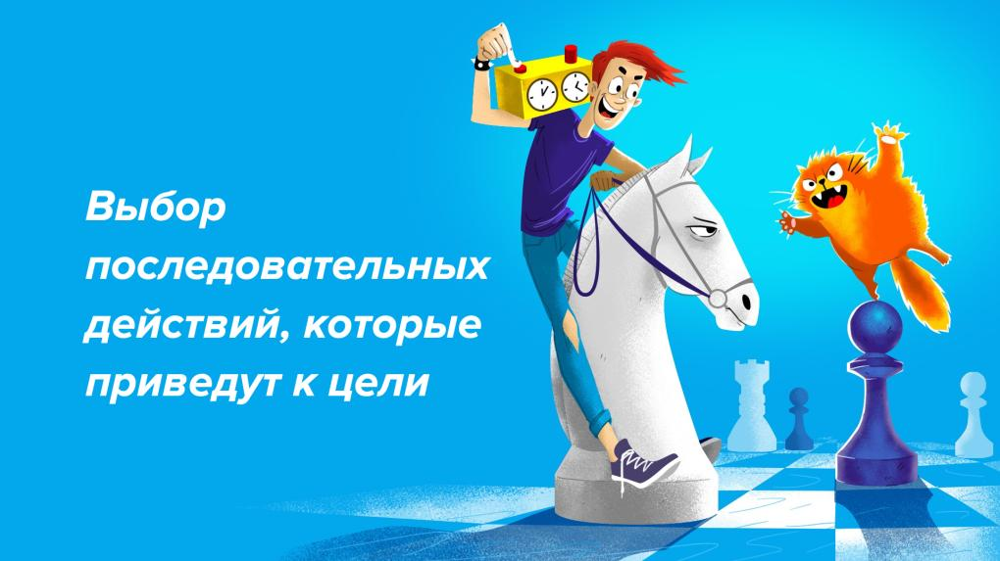 Выбор
последовательных
действий, которые
приведут к цели